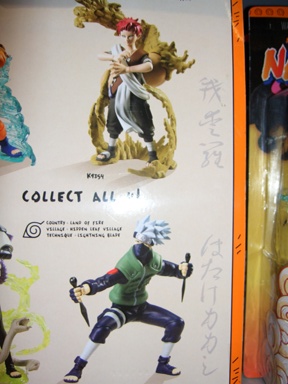 K9354
我愛羅
COLLECT ALL 4!
COUNTRY · LAND OF FIRE
VILLAGE · HIDDEN LEAF VILLAGE
TECHNIQUE · LIGHTNING BLADE
はたけカカシ